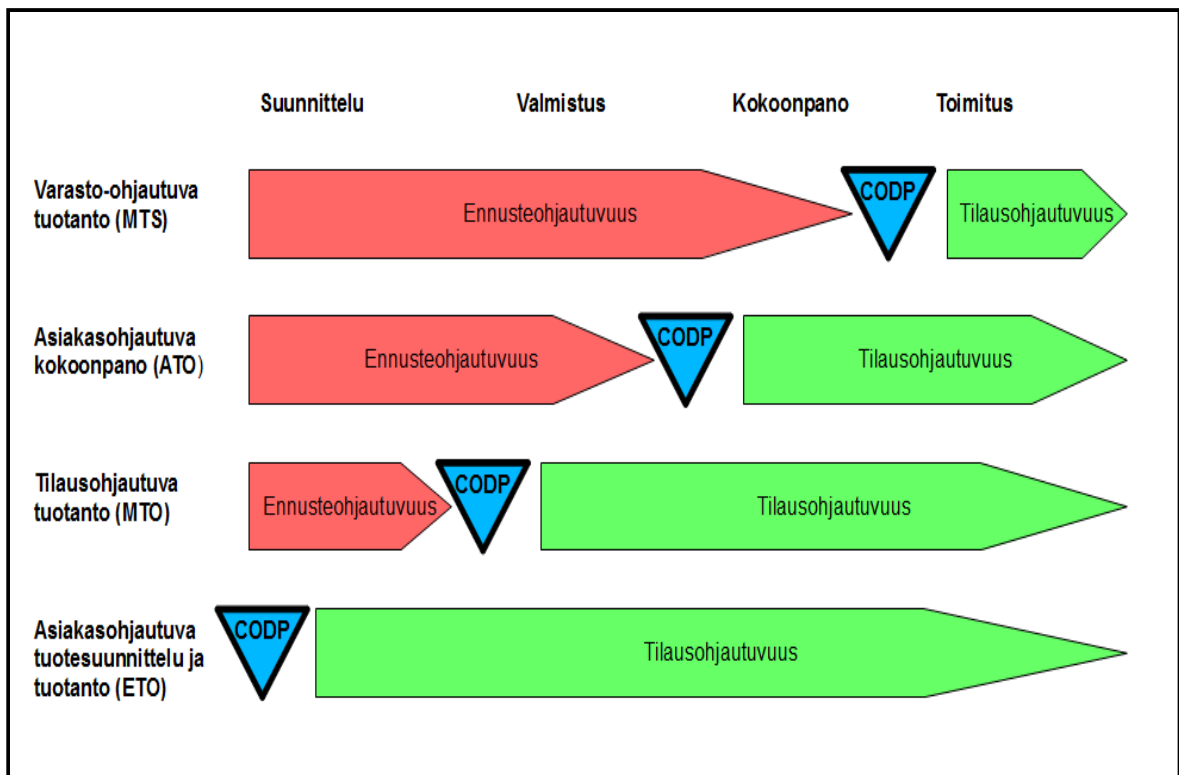 Suunnittelu Valmistus Kokoonpano Toimitus
Varasto-ohjautuva
tuotanto (MTS)
Ennusteohjautuvuus CODP Tilausohjautuvuus
Asiakasohjautuva
kokoonpano (ATO)
Ennusteohjautuvuus CODP Tilausohjautuvuus
Tilausohjautuva
tuotanto (MTO)
Ennusteohjautuvuus CODP Tilausohjautuvuus
Asiakasohjautuva
tuotesuunnittelu ja
tuotanto (ETO)
CODP Tilausohjautuvuus